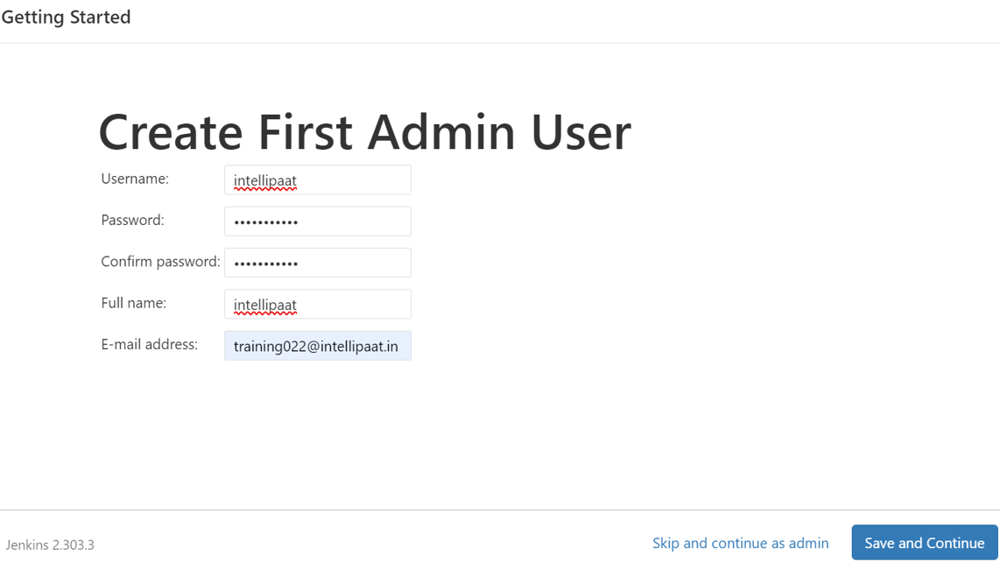 Getting Started
Create First Admin User
Username: intellipaat
Password: •••••••••••
Confirm password: •••••••••••
Full name: intellipaat
E-mail address: training022@intellipaat.in
Jenkins 2.303.3 Skip and continue as admin Save and Continue